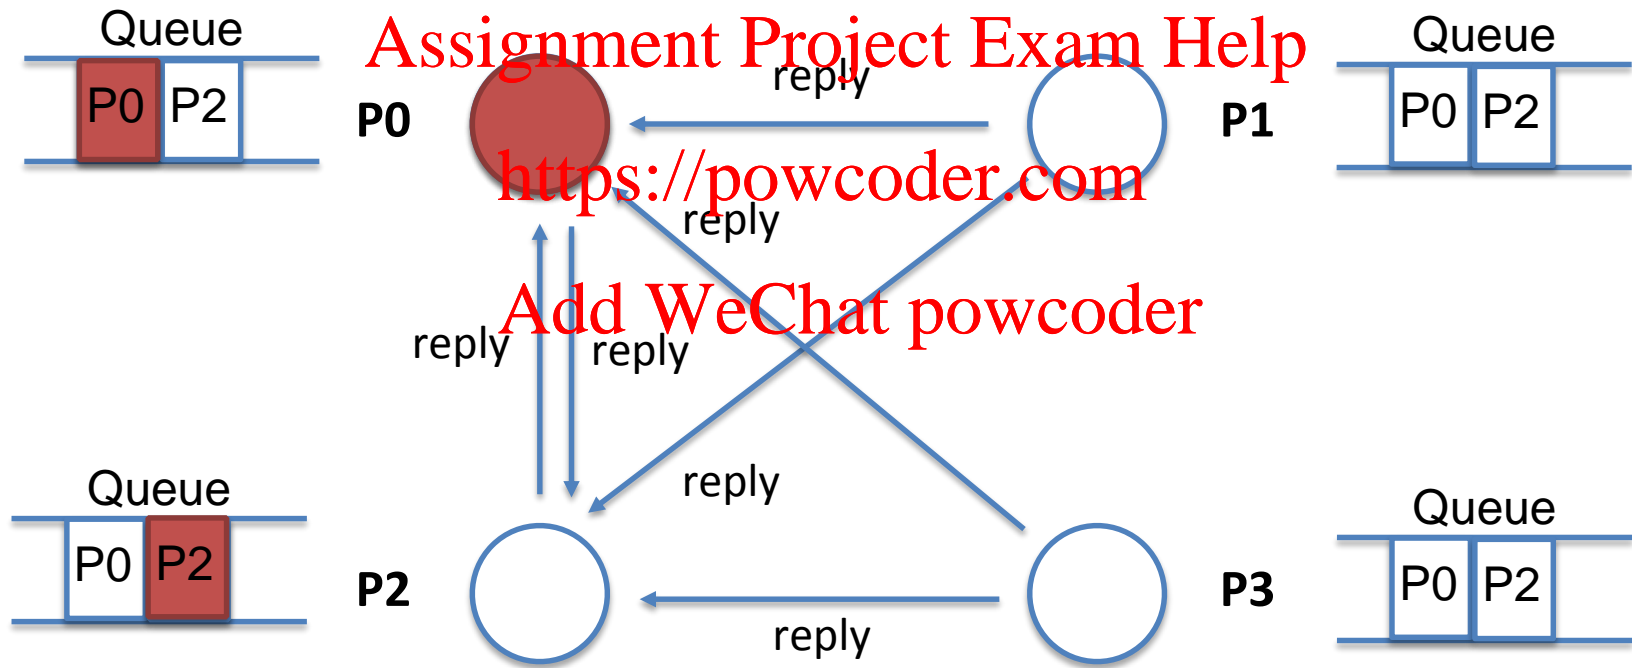 Queue
P0 P2
P0
Assignment Project Exam Help
reply
P1
Queue
P0 P2
https://powcoder.com
reply
Add WeChat powcoder
reply
reply
Queue
P0 P2
P2
reply
reply
P3
Queue
P0 P2